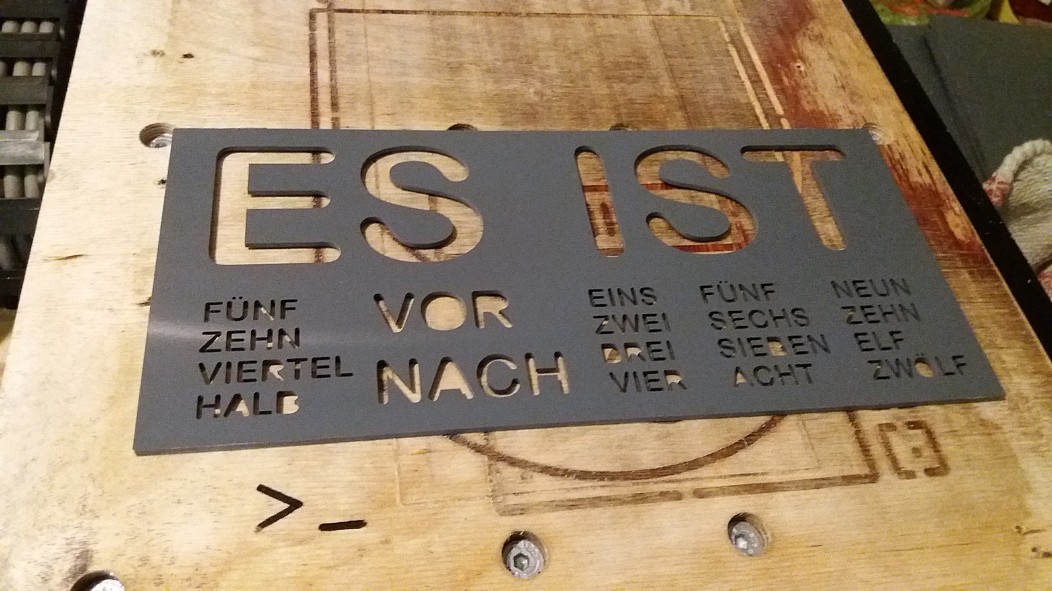 ES IST
FÜNF
ZEHN
VIERTEL
HALB
VOR
NACH
EINS
ZWEI
DREI
VIER
FÜNF
SECHS
SIEBEN
ACHT
NEUN
ZEHN
ELF
ZWÖLF
>_